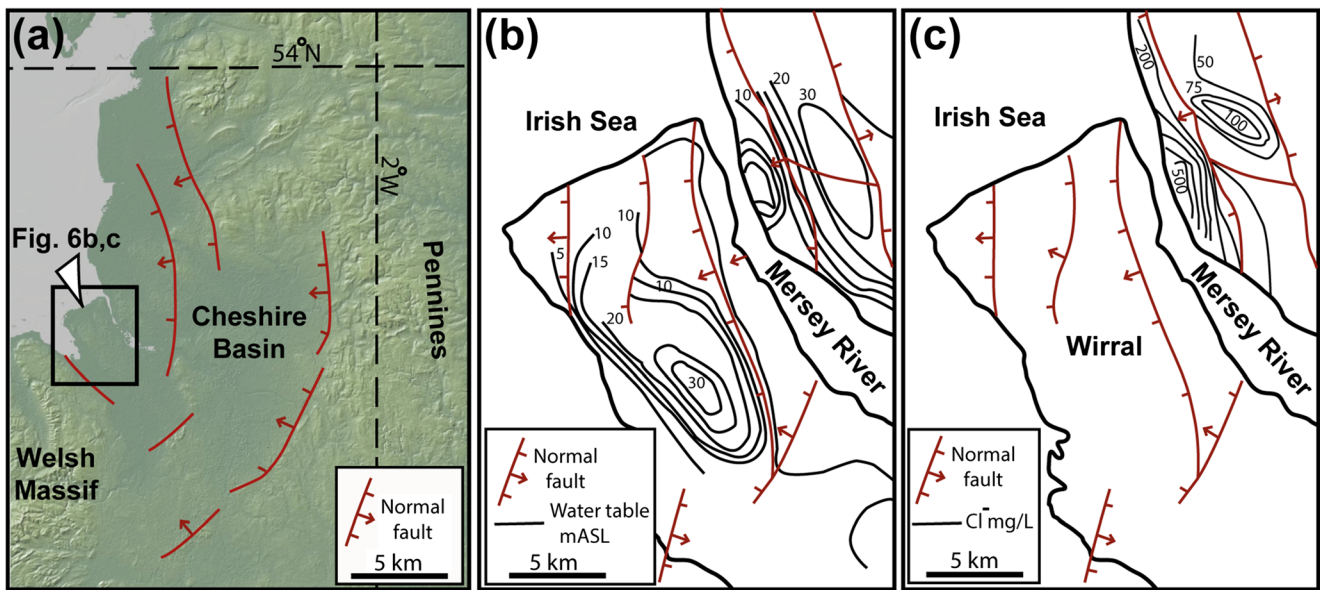 (a)
54°N
2°W
Fig. 6b,c
Cheshire
Basin
Pennines
Welsh
Massif
Normal
fault
5 km
(b)
Irish Sea
10
20
30
10
10
5
15
10
20
30
Mersey River
Normal
fault
Water table
mASL
5 km
(c)
200
50
75
100
500
Irish Sea
Wirral
Mersey River
Normal
fault
Cl⁻mg/L
5 km